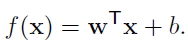 f(x) = w⊤x + b.